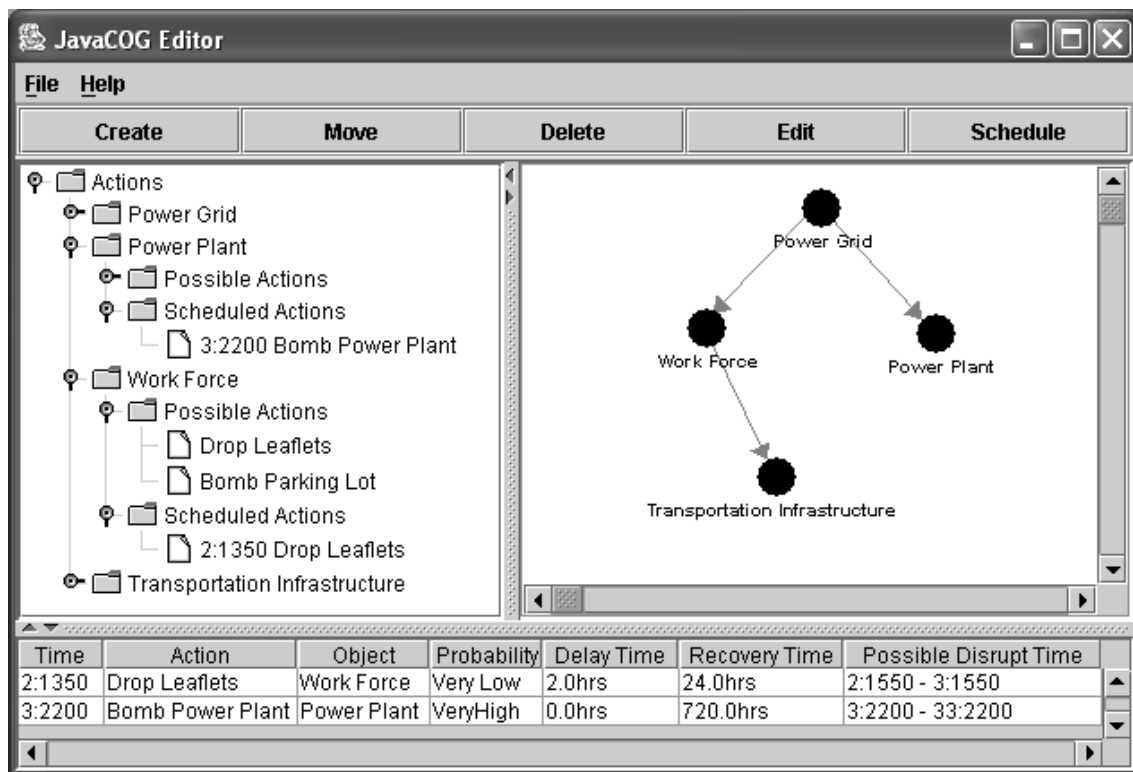 JavaCOG Editor
File Help
Create Move Delete Edit Schedule
Actions
Power Grid
Power Plant
Possible Actions
Scheduled Actions
3:2200 Bomb Power Plant
Work Force
Possible Actions
Drop Leaflets
Bomb Parking Lot
Scheduled Actions
2:1350 Drop Leaflets
Transportation Infrastructure
Power Grid
Work Force
Power Plant
Transportation Infrastructure
Time Action Object Probability Delay Time Recovery Time Possible Disrupt Time
2:1350 Drop Leaflets Work Force Very Low 2.0hrs 24.0hrs 2:1550 - 3:1550
3:2200 Bomb Power Plant Power Plant VeryHigh 0.0hrs 720.0hrs 3:2200 - 33:2200